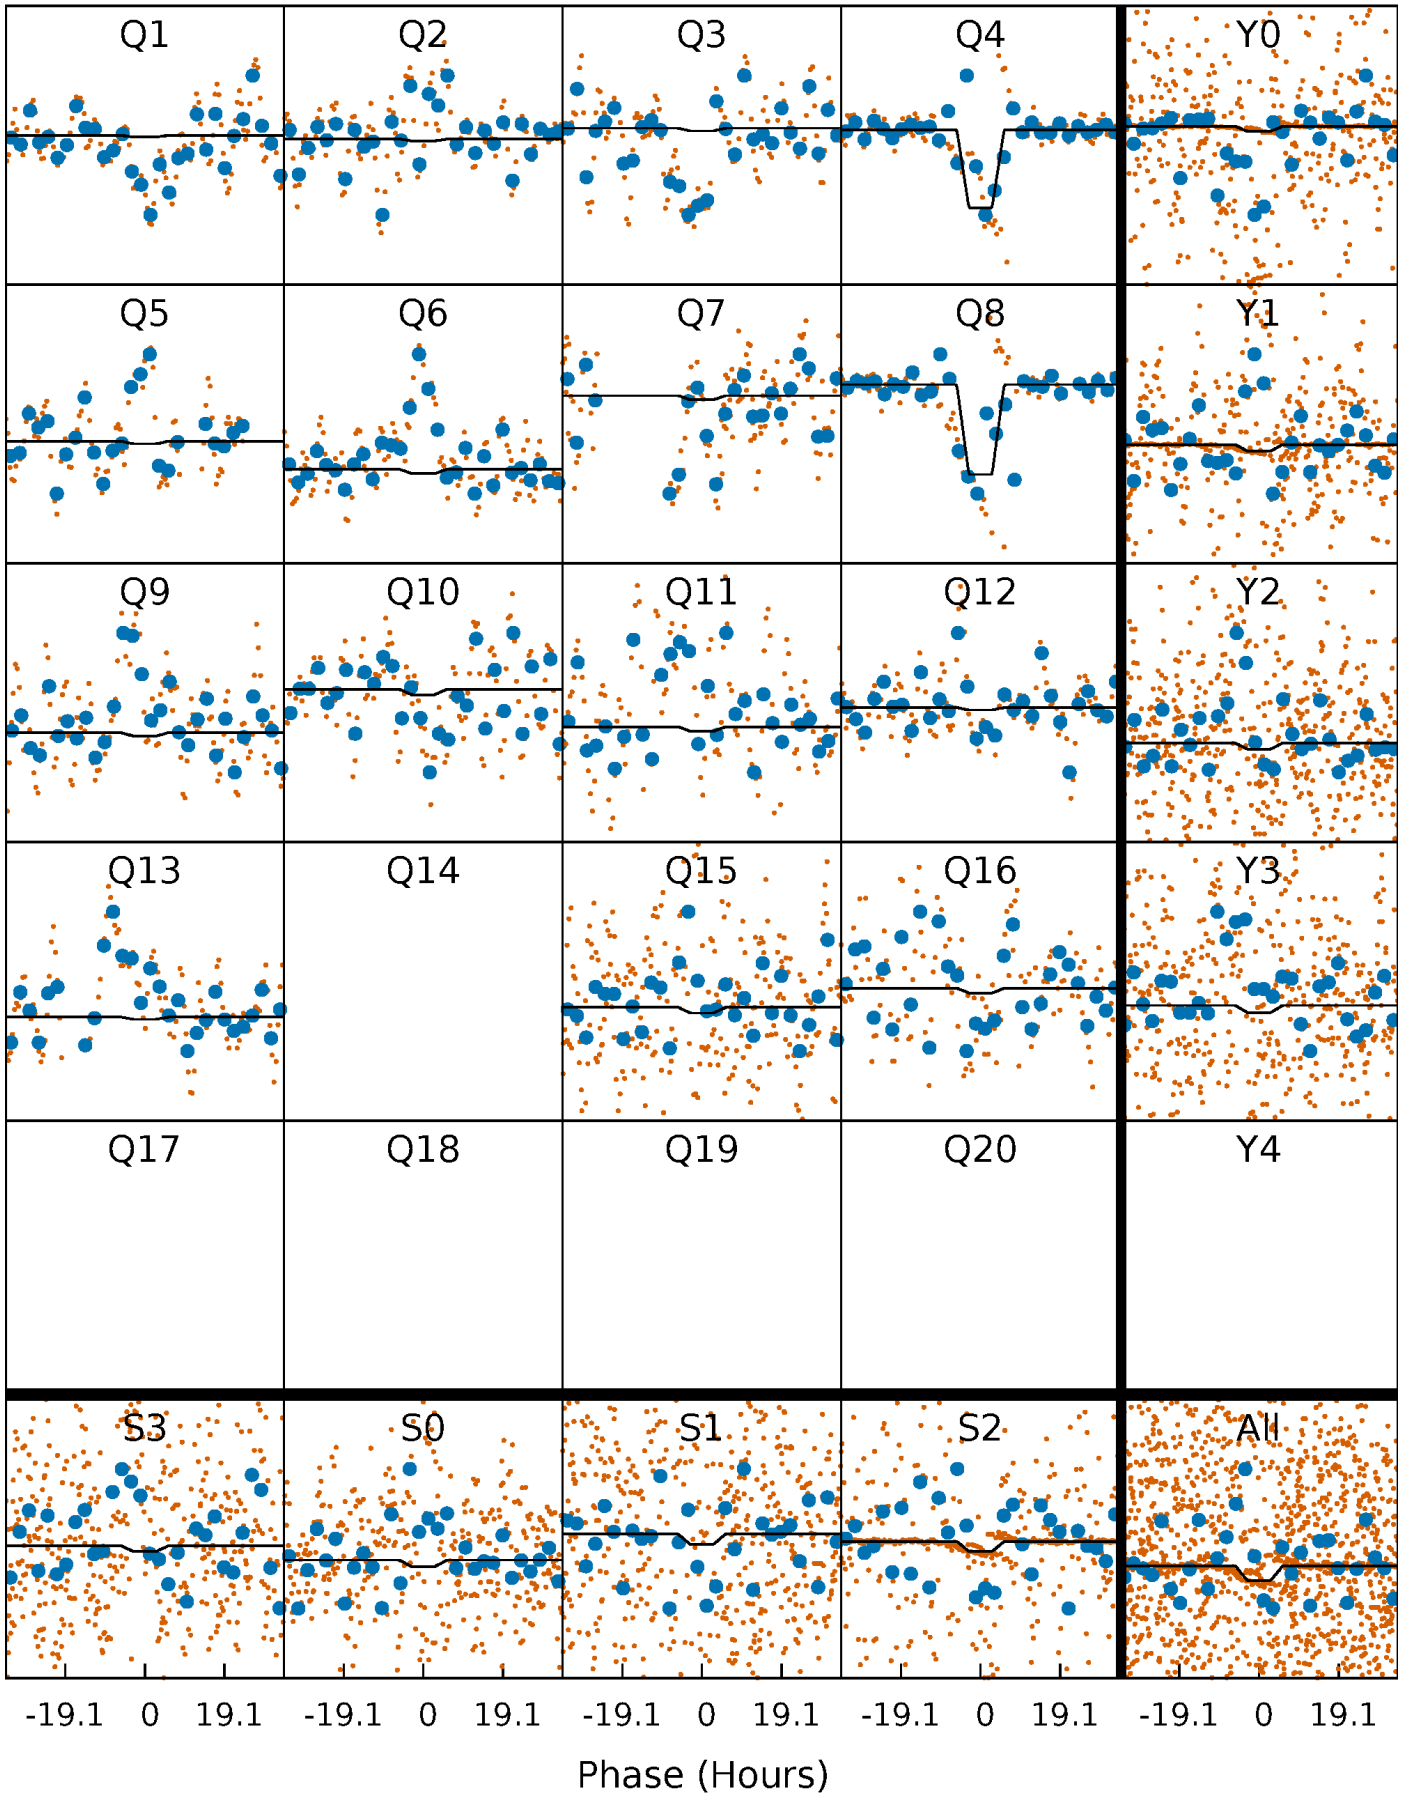 Q1 Q2 Q3 Q4 Y0
Q5 Q6 Q7 Q8 Y1
Q9 Q10 Q11 Q12 Y2
Q13 Q14 Q15 Q16 Y3
Q17 Q18 Q19 Q20 Y4
S3 S0 S1 S2 All
-19.1 0 19.1 -19.1 0 19.1 -19.1 0 19.1 -19.1 0 19.1 -19.1 0 19.1
Phase (Hours)